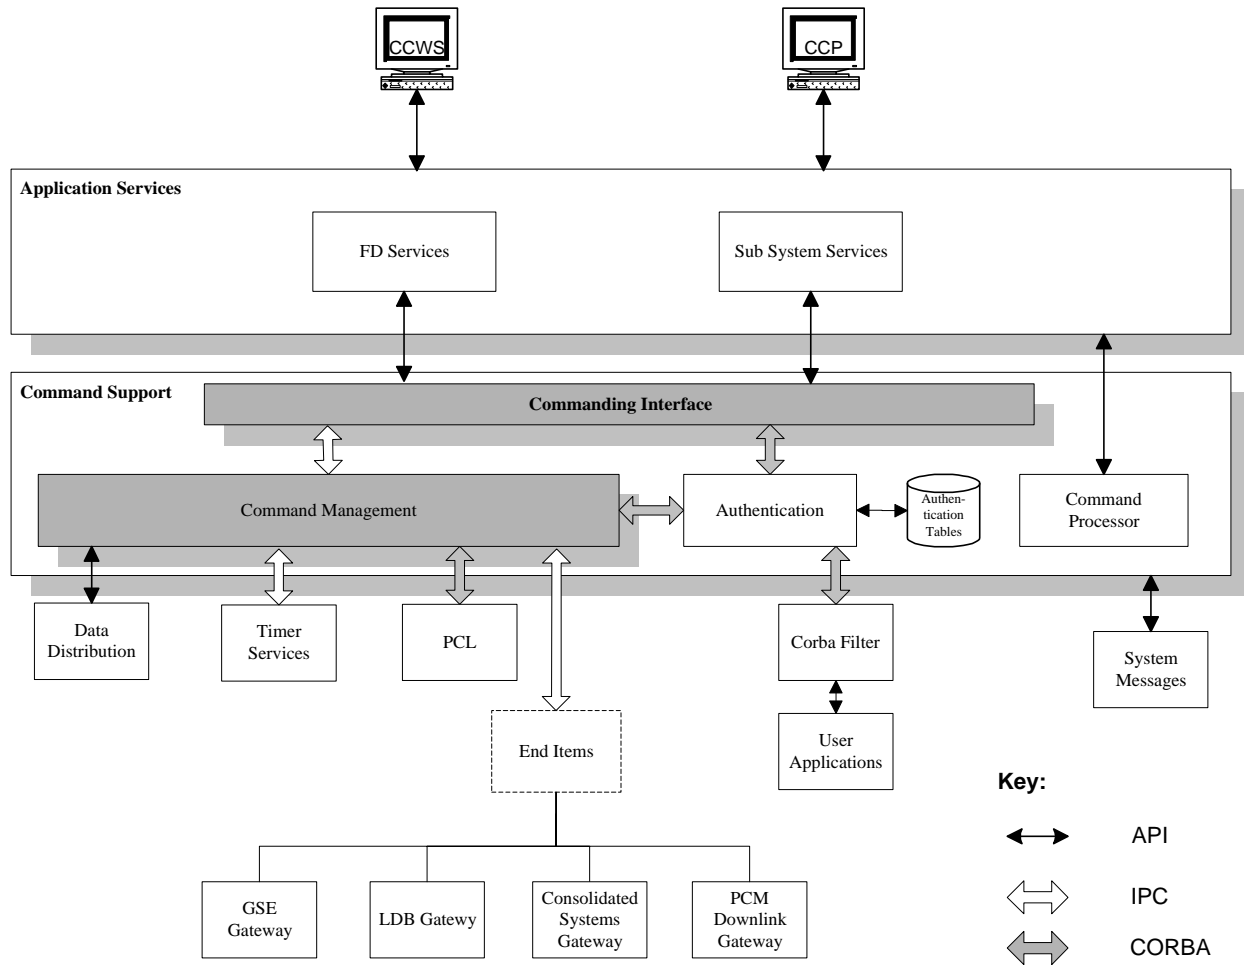 CCWS
CCP
Application Services
FD Services
Sub System Services
Command Support
Commanding Interface
Command Management
Authentication
Authen-
tication
Tables
Command
Processor
Data
Distribution
Timer
Services
PCL
Corba Filter
System
Messages
End Items
User
Applications
Key:
API
IPC
CORBA
GSE
Gateway
LDB Gatewy
Consolidated
Systems
Gateway
PCM
Downlink
Gateway